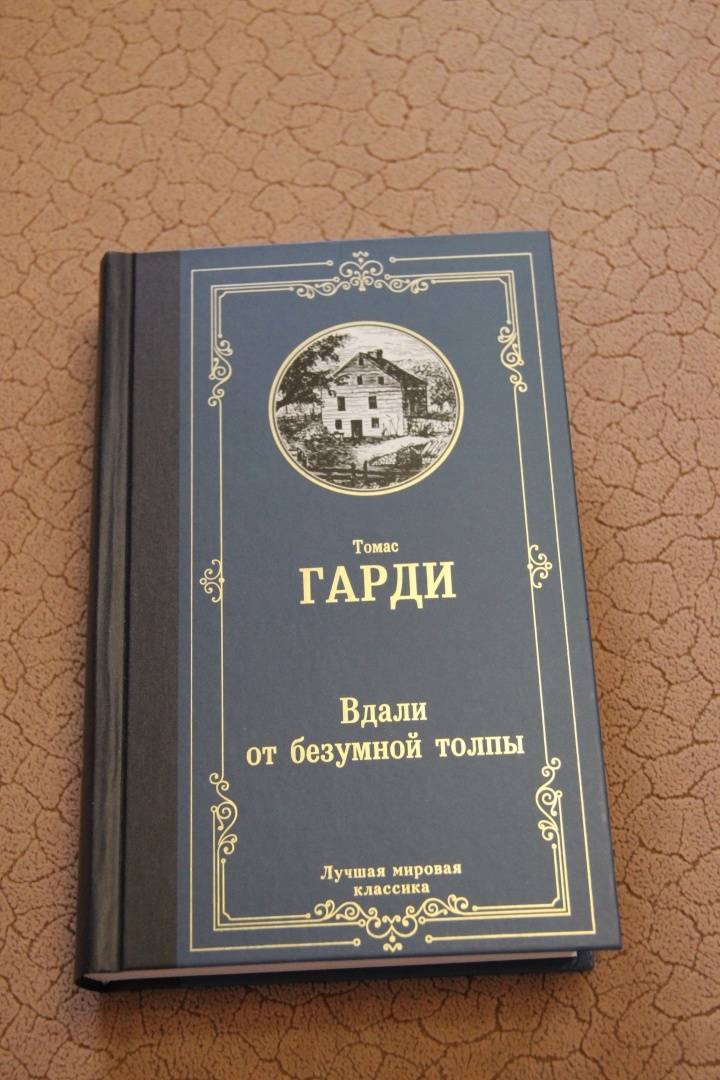 Томас
ГАРДИ
Вдали
от безумной толпы
Лучшая мировая
классика